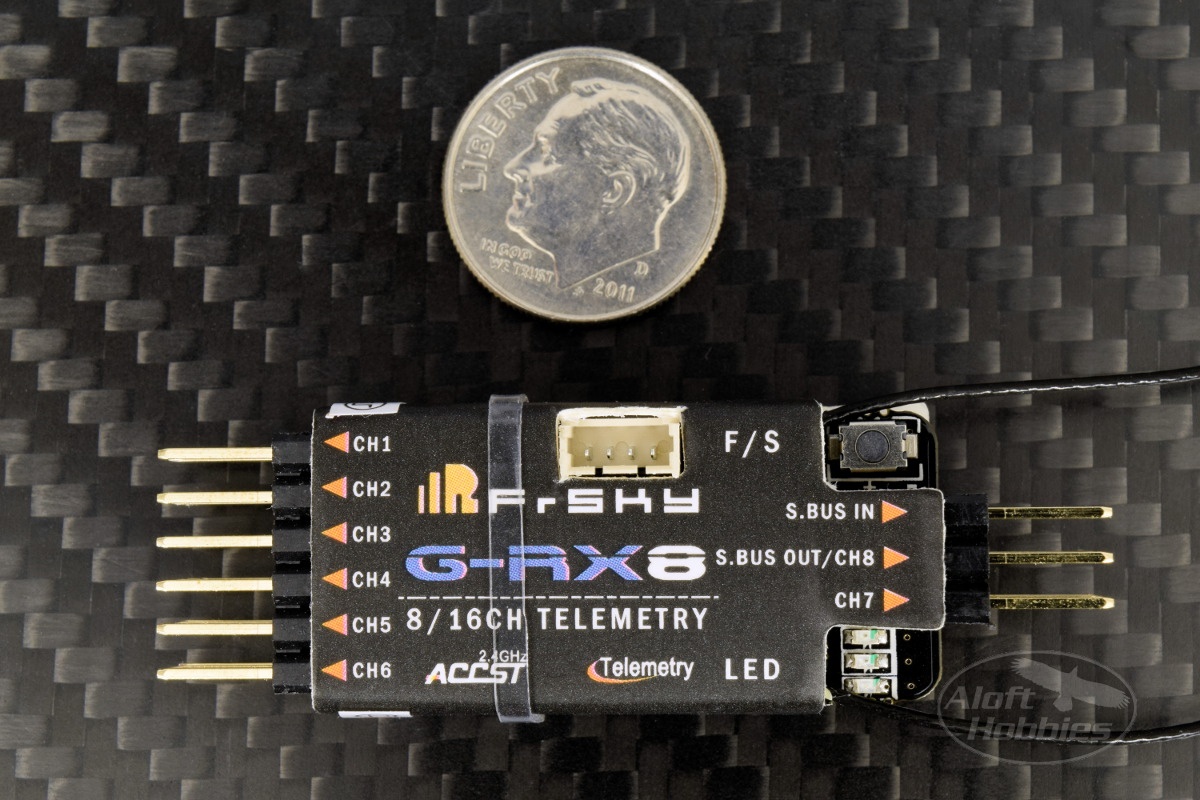 LIBERTY
IN GOD
WE TRUST
D
2011
CH1
CH2
CH3
CH4
CH5
CH6
F/S
FrSKY
S.BUS IN
G-RX8
S.BUS OUT/CH8
CH7
8/16CH TELEMETRY
2.4GHz
ACCST
Telemetry
LED
Aloft
Hobbies